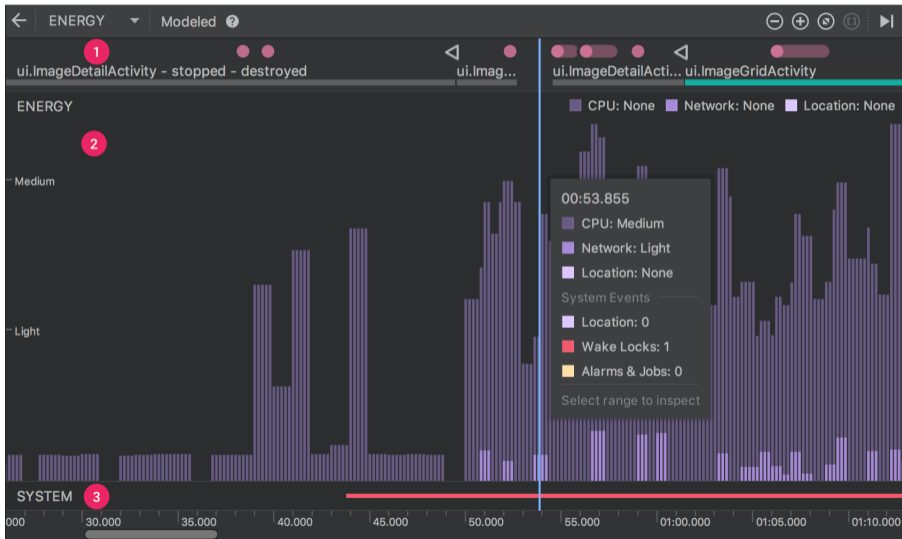 ENERGY Modeled ?
1
ui.ImageDetailActivity - stopped - destroyed ui.Imag... ui.ImageDetailActi... ui.ImageGridActivity
ENERGY CPU: None Network: None Location: None
2
Medium
00:53.855
CPU: Medium
Network: Light
Location: None
System Events
Location: 0
Light
Wake Locks: 1
Alarms & Jobs: 0
Select range to inspect
SYSTEM 3
000 30.000 35.000 40.000 45.000 50.000 55.000 01:00.000 01:05.000 01:10.000